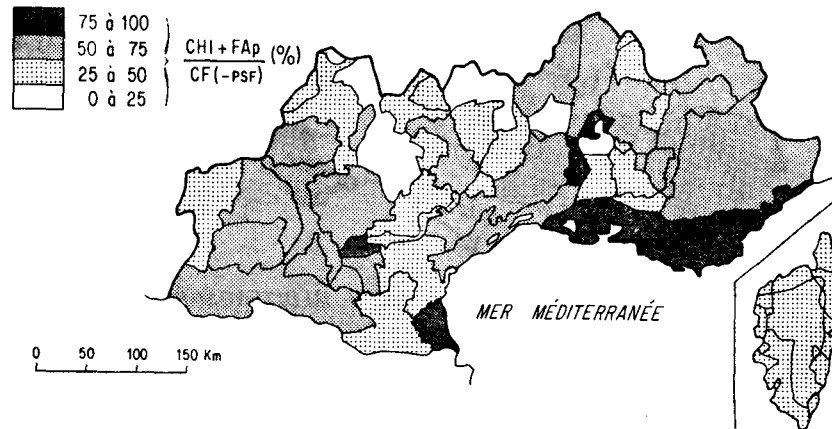 75 à 100
50 à 75
25 à 50
0 à 25
CHI + FAp (%)
CF (-PSF)
MER MÉDITERRANÉE
0 50 100 150 Km